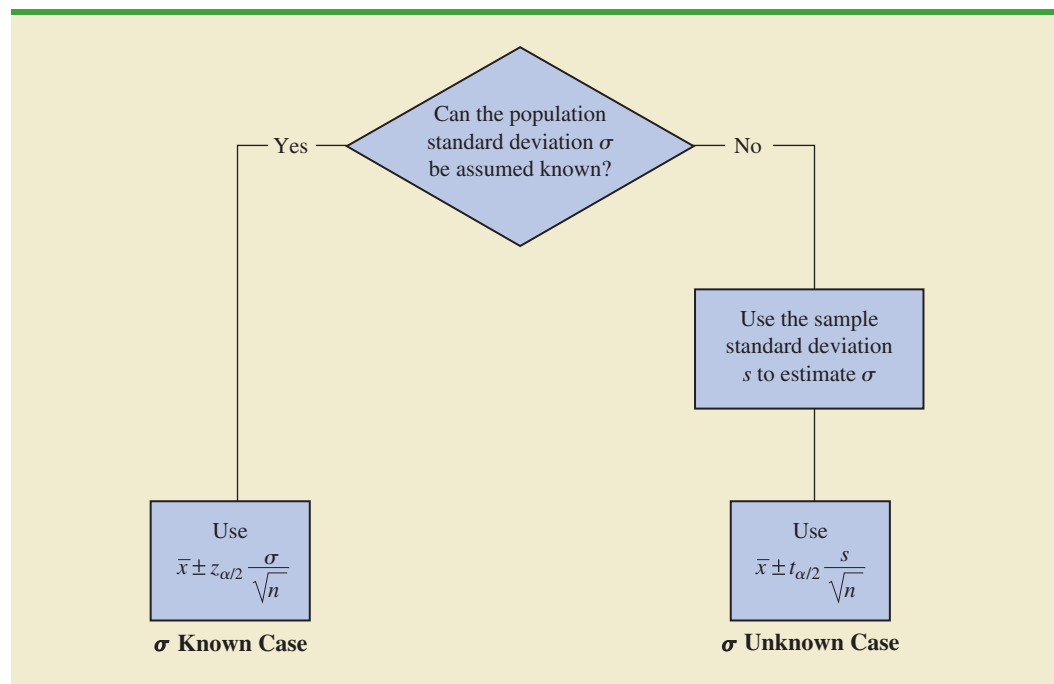 Can the population
standard deviation σ
be assumed known?
Yes
No
Use the sample
standard deviation
s to estimate σ
Use
x̄ ± z_{α/2} σ/√n
σ Known Case
Use
x̄ ± t_{α/2} s/√n
σ Unknown Case